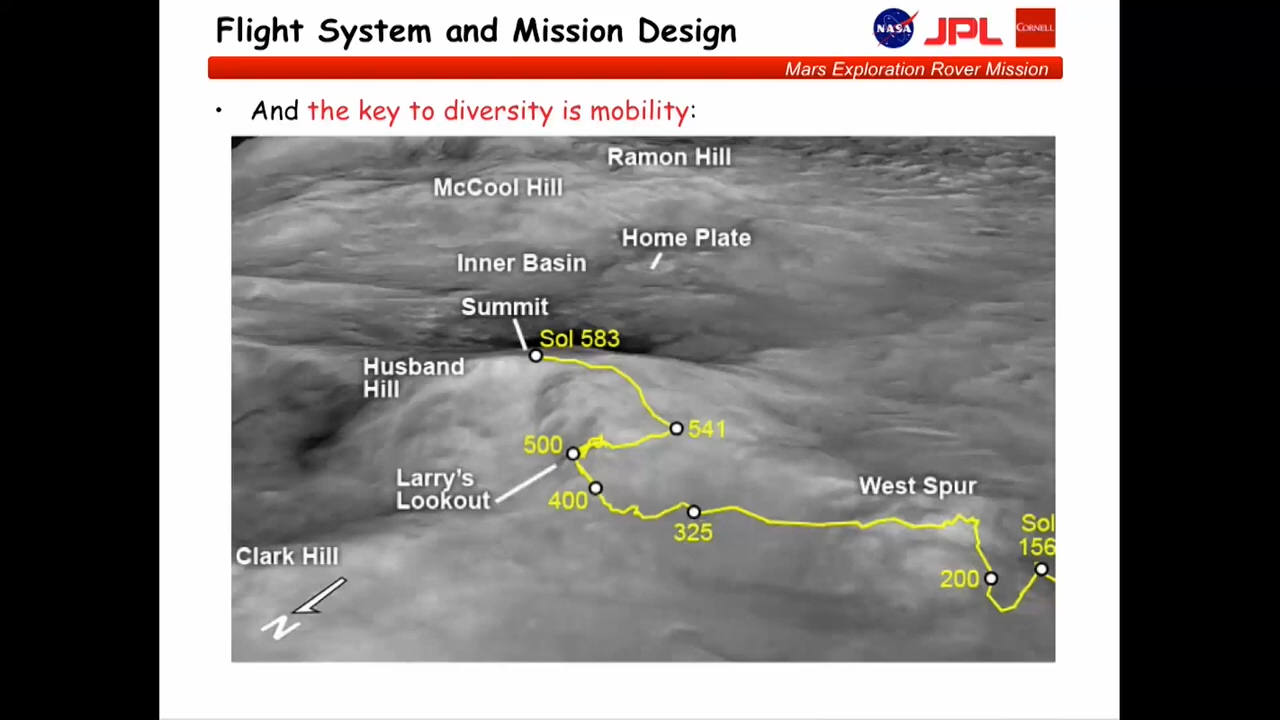 Flight System and Mission Design
NASA
JPL
CORNELL
Mars Exploration Rover Mission
• And the key to diversity is mobility:
Ramon Hill
McCool Hill
Home Plate
Inner Basin
Summit
Sol 583
Husband
Hill
541
500
Larry's
Lookout
400
West Spur
325
Sol
156
Clark Hill
200
N